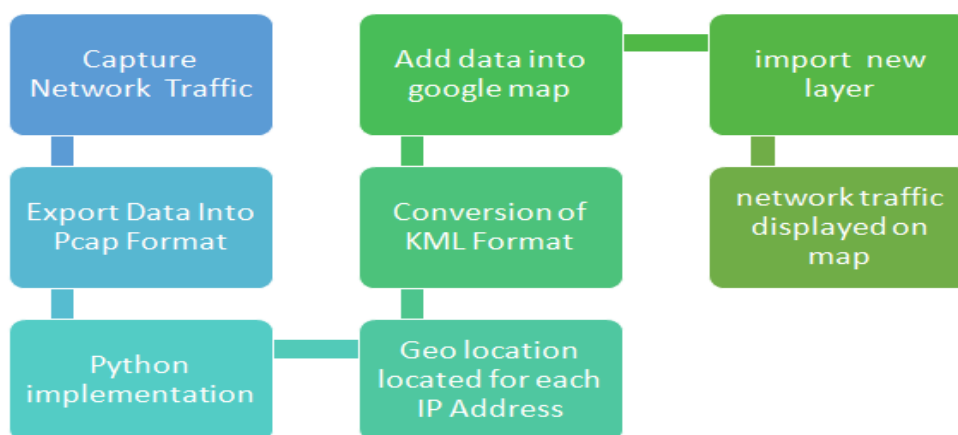 Capture
Network Traffic
Export Data Into
Pcap Format
Python
implementation
Geo location
located for each
IP Address
Conversion of
KML Format
Add data into
google map
import new
layer
network traffic
displayed on
map